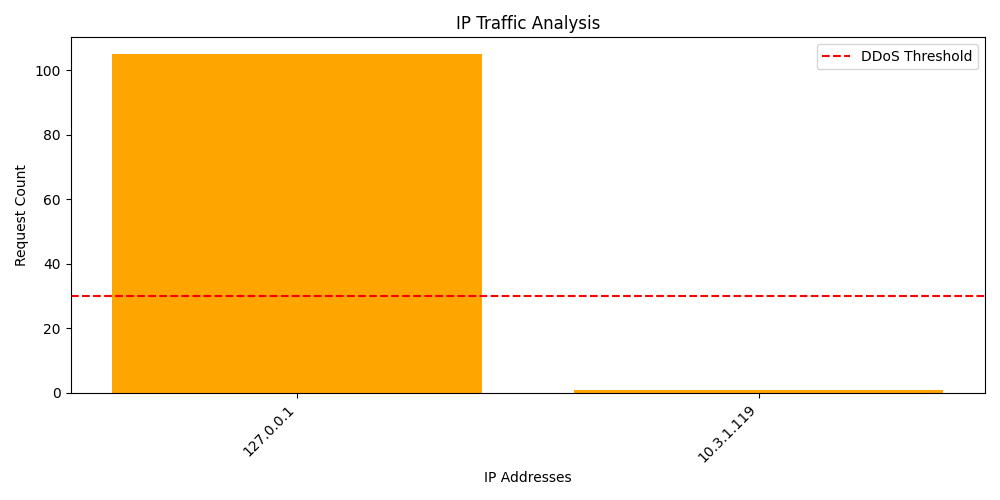 IP Traffic Analysis
DDoS Threshold
Request Count
100
80
60
40
20
0
127.0.0.1
10.3.1.119
IP Addresses